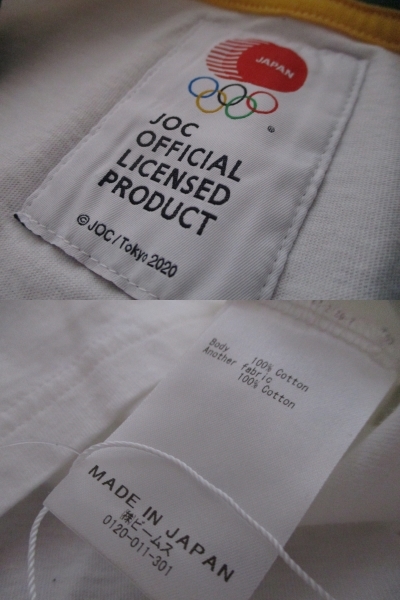 JAPAN
JOC
OFFICIAL
LICENSED
PRODUCT
©JOC/Tokyo 2020
Body 100% Cotton
Another fabric
100% Cotton
MADE IN JAPAN
㈱ビームス
0120-011-301